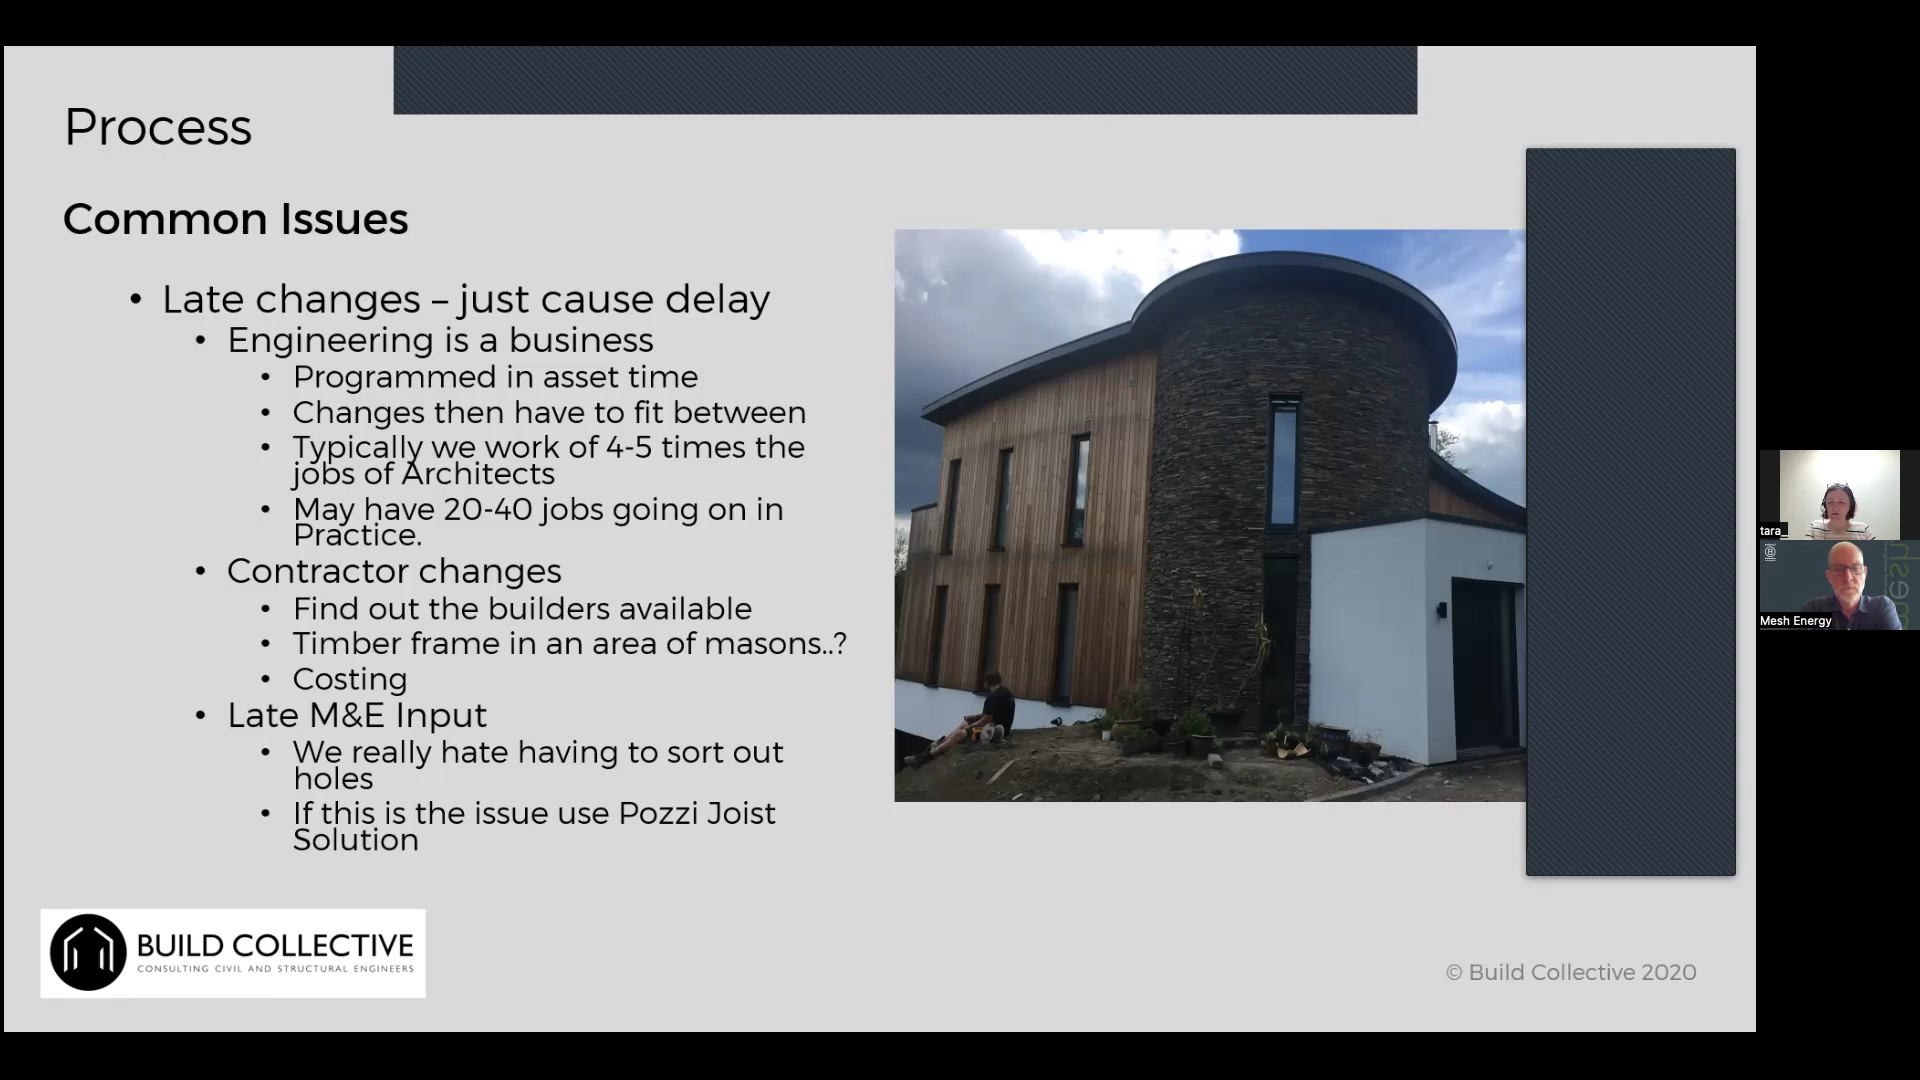 Process
Common Issues
• Late changes – just cause delay
• Engineering is a business
• Programmed in asset time
• Changes then have to fit between
• Typically we work of 4-5 times the
jobs of Architects
• May have 20-40 jobs going on in
Practice.
• Contractor changes
• Find out the builders available
• Timber frame in an area of masons..?
• Costing
• Late M&E Input
• We really hate having to sort out
holes
• If this is the issue use Pozzi Joist
Solution
BUILD COLLECTIVE
CONSULTING CIVIL AND STRUCTURAL ENGINEERS
© Build Collective 2020
tara_
mesh
Mesh Energy